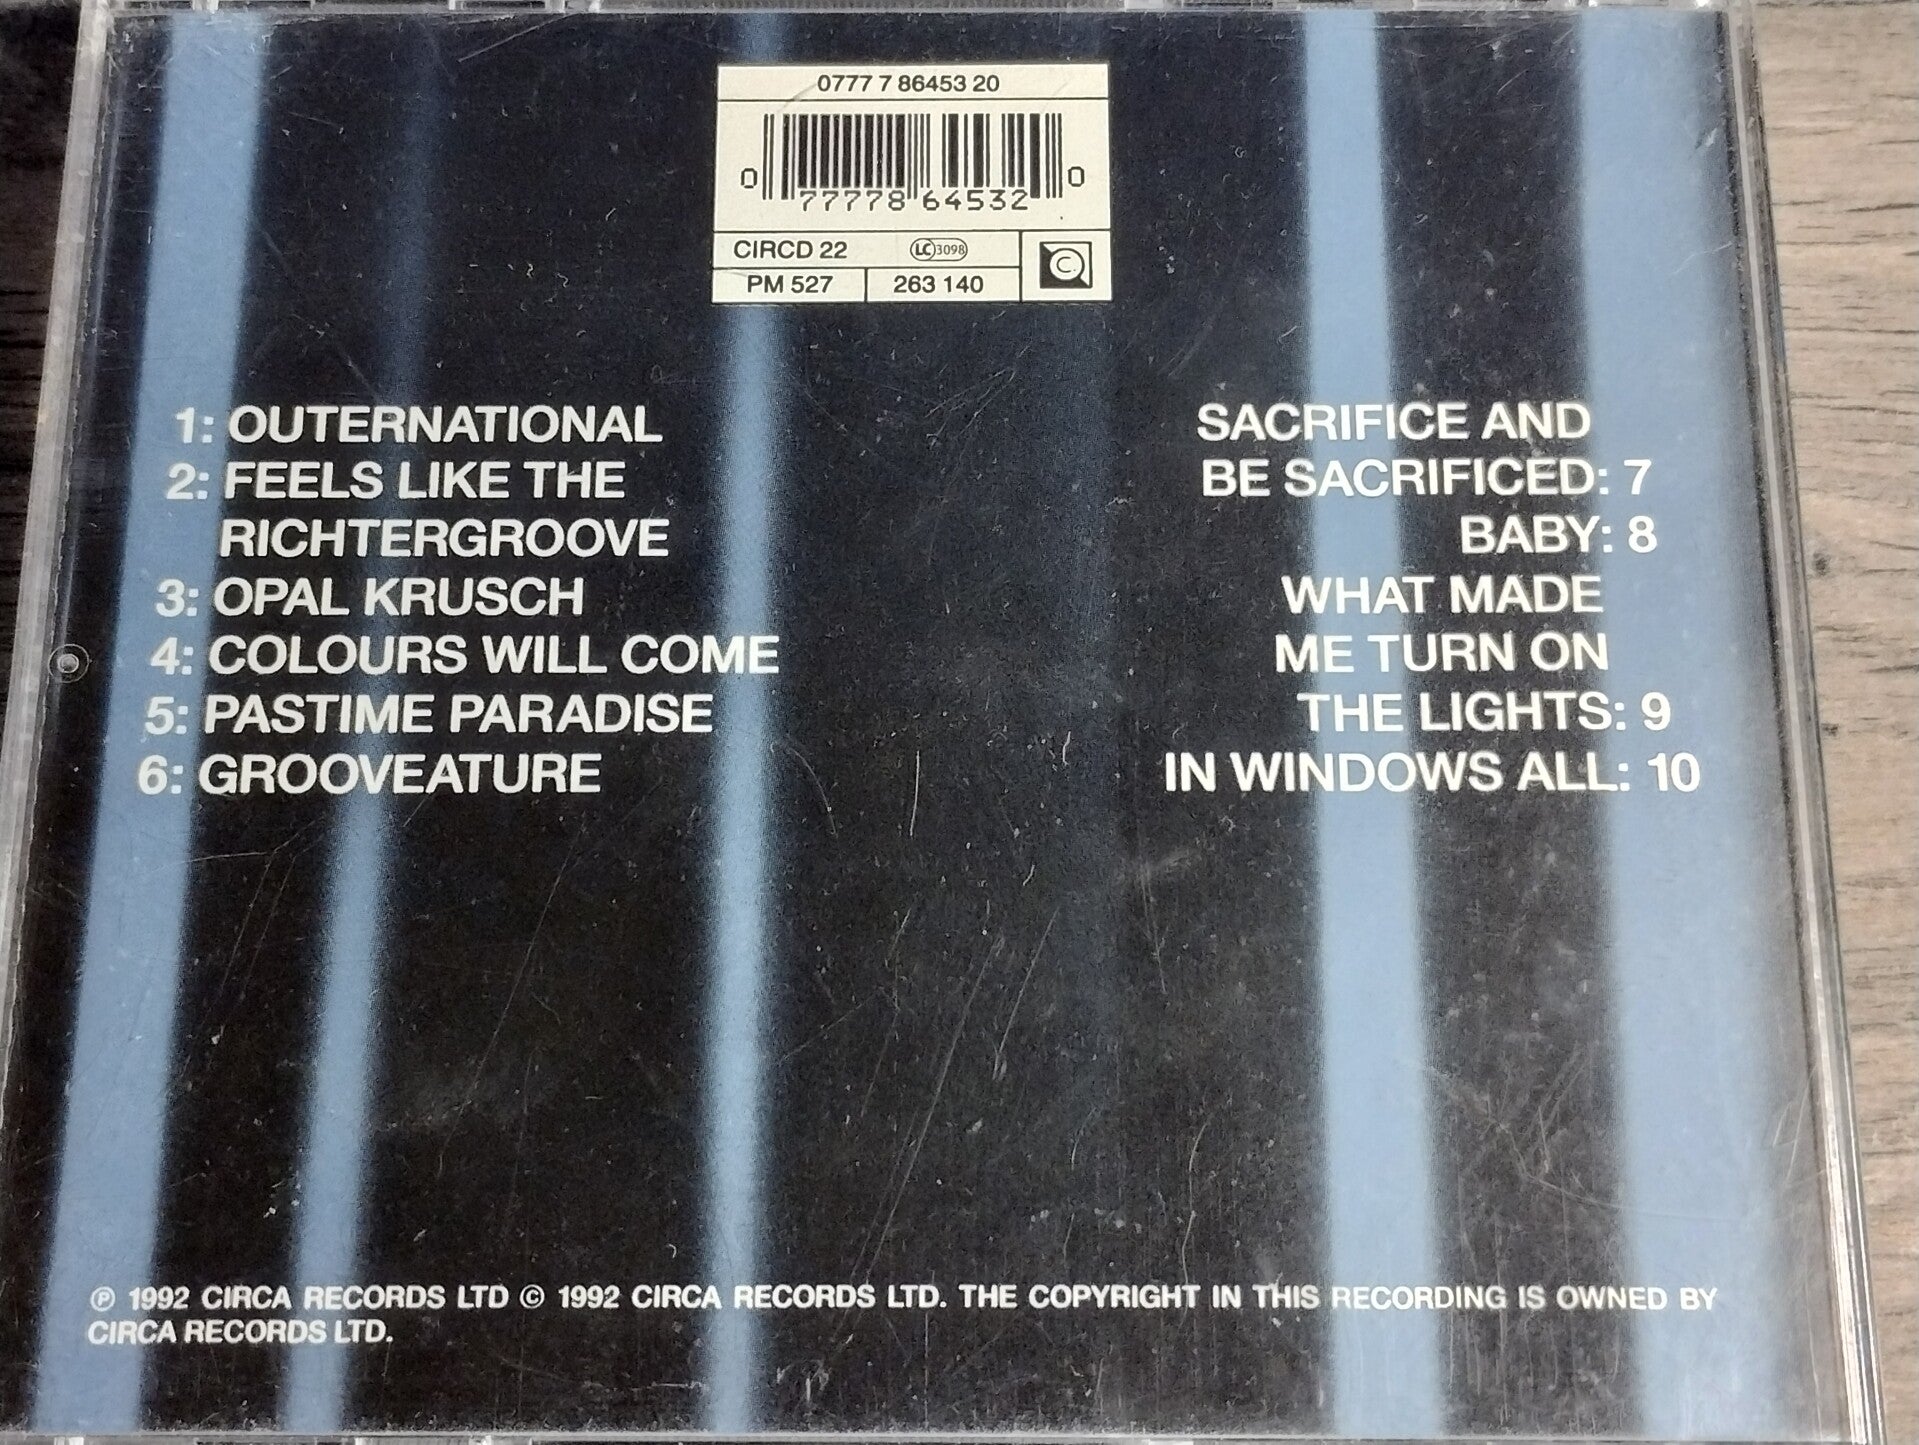 0777 7 86453 20
0 77778 64532 0
CIRCD 22
LC 3098
PM 527
263 140
C
1: OUTERNATIONAL
2: FEELS LIKE THE
RICHTERGROOVE
3: OPAL KRUSCH
4: COLOURS WILL COME
5: PASTIME PARADISE
6: GROOVEATURE
SACRIFICE AND
BE SACRIFICED: 7
BABY: 8
WHAT MADE
ME TURN ON
THE LIGHTS: 9
IN WINDOWS ALL: 10
℗ 1992 CIRCA RECORDS LTD © 1992 CIRCA RECORDS LTD. THE COPYRIGHT IN THIS RECORDING IS OWNED BY
CIRCA RECORDS LTD.